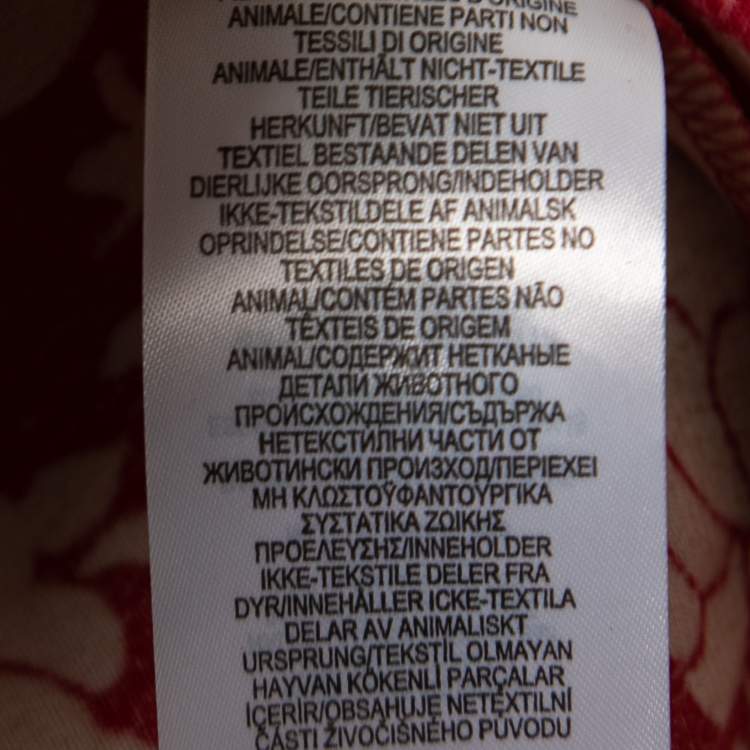 D'ORIGINE
ANIMALE/CONTIENE PARTI NON
TESSILI DI ORIGINE
ANIMALE/ENTHÄLT NICHT-TEXTILE
TEILE TIERISCHER
HERKUNFT/BEVAT NIET UIT
TEXTIEL BESTAANDE DELEN VAN
DIERLIJKE OORSPRONG/INDEHOLDER
IKKE-TEKSTILDELE AF ANIMALSK
OPRINDELSE/CONTIENE PARTES NO
TEXTILES DE ORIGEN
ANIMAL/CONTÉM PARTES NÃO
TÊXTEIS DE ORIGEM
ANIMAL/СОДЕРЖИТ НЕТКАНЫЕ
ДЕТАЛИ ЖИВОТНОГО
ПРОИСХОЖДЕНИЯ/СЪДЪРЖА
НЕТЕКСТИЛНИ ЧАСТИ ОТ
ЖИВОТИНСКИ ПРОИЗХОД/ΠΕΡΙΕΧΕΙ
ΜΗ ΚΛΩΣΤΟΫΦΑΝΤΟΥΡΓΙΚΑ
ΣΥΣΤΑΤΙΚΑ ΖΩΙΚΗΣ
ΠΡΟΕΛΕΥΣΗΣ/INNEHOLDER
IKKE-TEKSTILE DELER FRA
DYR/INNEHÅLLER ICKE-TEXTILA
DELAR AV ANIMALISKT
URSPRUNG/TEKSTİL OLMAYAN
HAYVAN KÖKENLİ PARÇALAR
İÇERİR/OBSAHUJE NETEXTILNÍ
ČÁSTI ŽIVOČIŠNÉHO PŮVODU